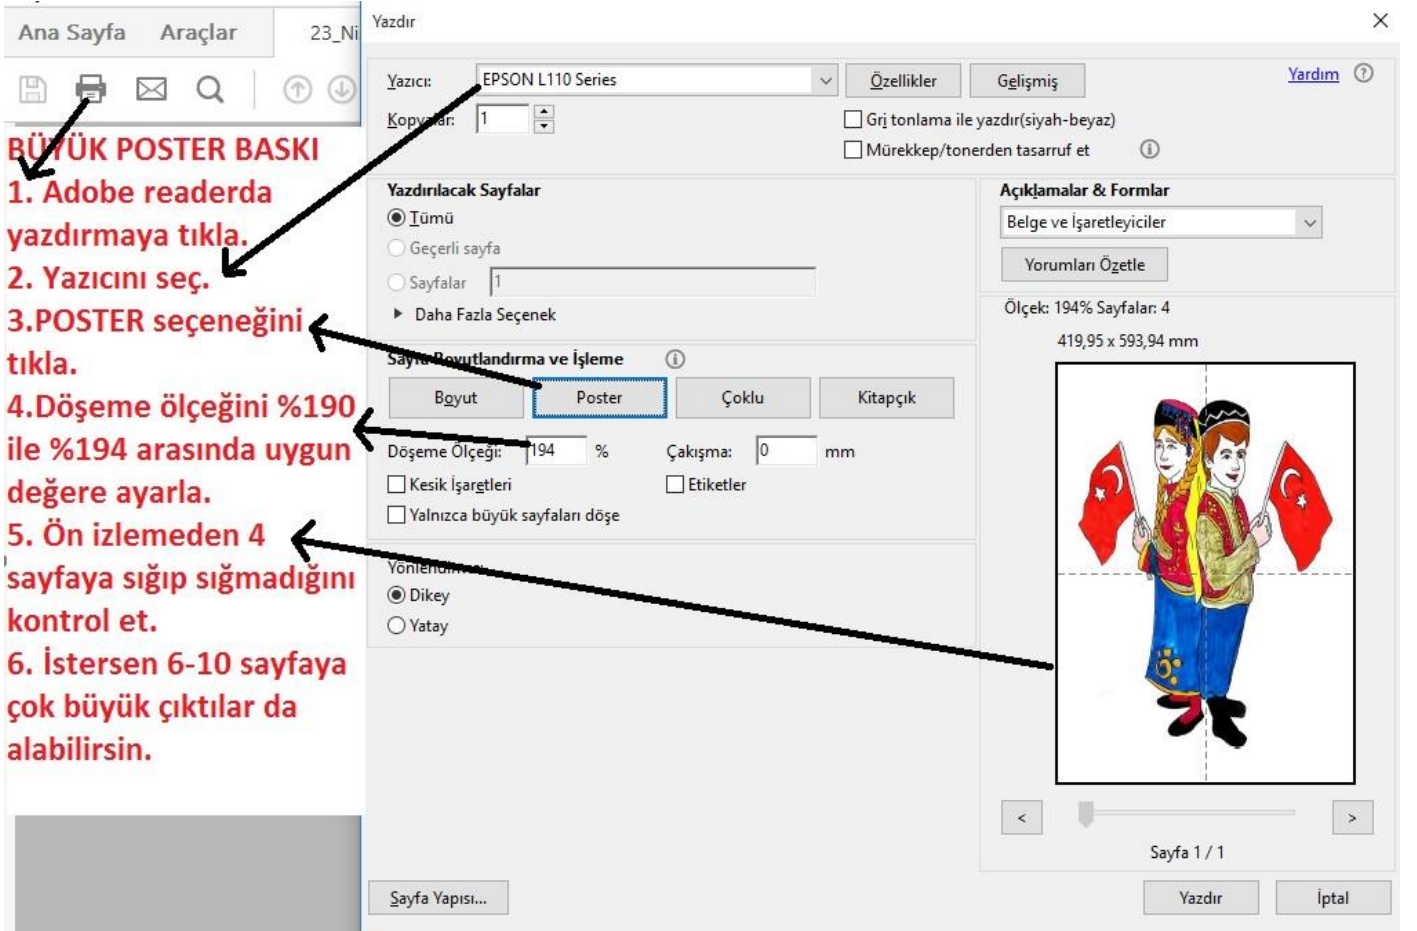 Ana Sayfa Araçlar 23_Ni
BÜYÜK POSTER BASKI
1. Adobe readerda
yazdırmaya tıkla.
2. Yazıcını seç.
3.POSTER seçeneğini
tıkla.
4.Döşeme ölçeğini %190
ile %194 arasında uygun
değere ayarla.
5. Ön izlemeden 4
sayfaya sığıp sığmadığını
kontrol et.
6. İstersen 6-10 sayfaya
çok büyük çıktılar da
alabilirsin.
Yazdır
Yazıcı: EPSON L110 Series Özellikler Gelişmiş Yardım
Kopyalar: 1
Gri tonlama ile yazdır(siyah-beyaz)
Mürekkep/tonerden tasarruf et
Yazdırılacak Sayfalar
Tümü
Geçerli sayfa
Sayfalar 1
Daha Fazla Seçenek
Sayfa Boyutlandırma ve İşleme
Boyut Poster Çoklu Kitapçık
Döşeme Ölçeği: 194 % Çakışma: 0 mm
Kesik İşaretleri Etiketler
Yalnızca büyük sayfaları döşe
Yönlendirme:
Dikey
Yatay
Açıklamalar & Formlar
Belge ve İşaretleyiciler
Yorumları Özetle
Ölçek: 194% Sayfalar: 4
419,95 x 593,94 mm
< >
Sayfa 1 / 1
Sayfa Yapısı... Yazdır İptal